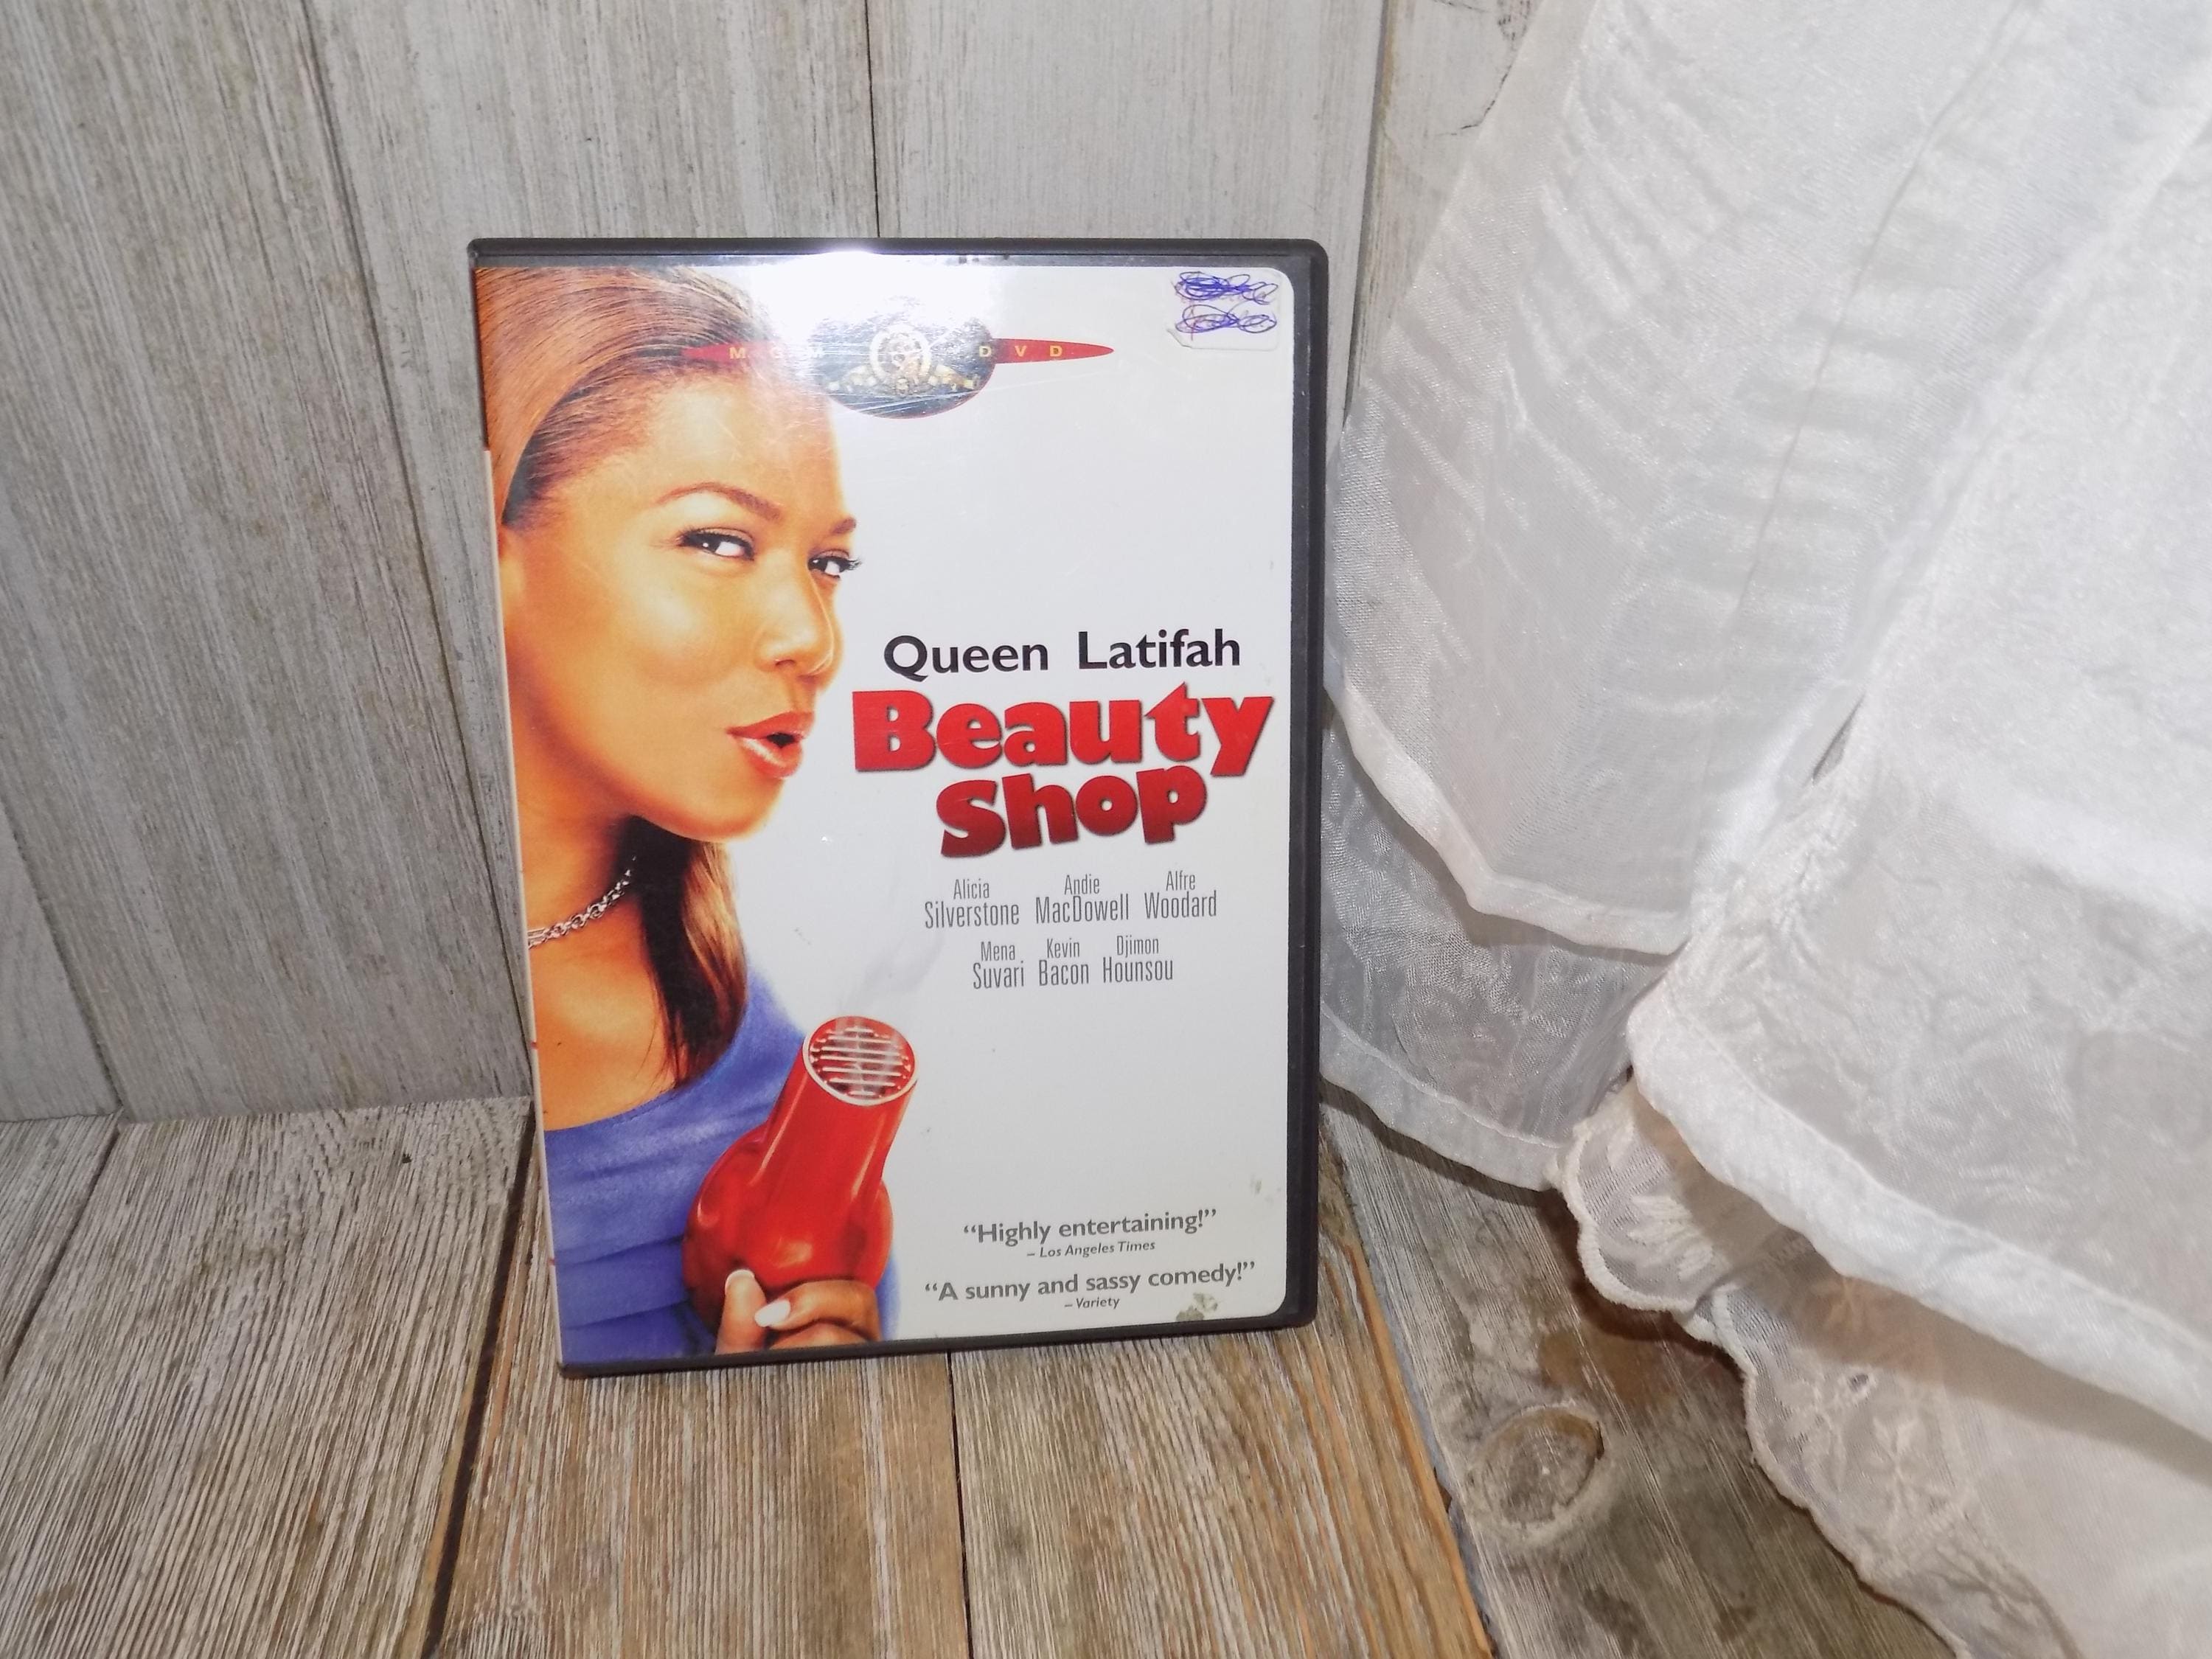 MGM DVD
Queen Latifah
Beauty
Shop
Alicia Andie Alfre
Silverstone MacDowell Woodard
Mena Kevin Djimon
Suvari Bacon Hounsou
“Highly entertaining!”
– Los Angeles Times
“A sunny and sassy comedy!”
– Variety